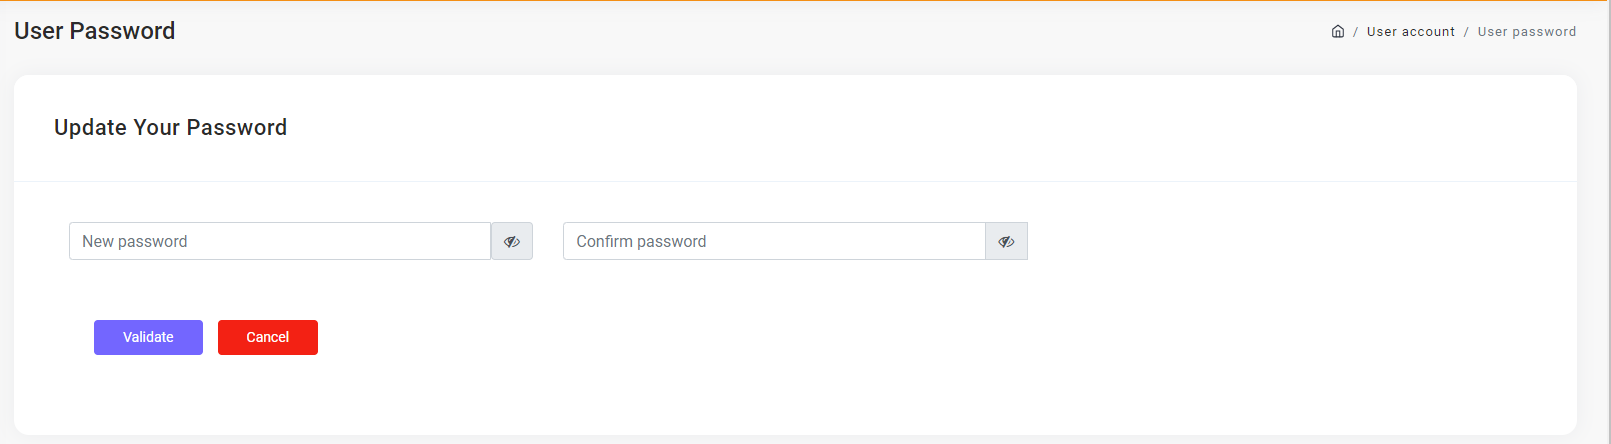 User Password
/ User account / User password
Update Your Password
New password
Confirm password
Validate
Cancel